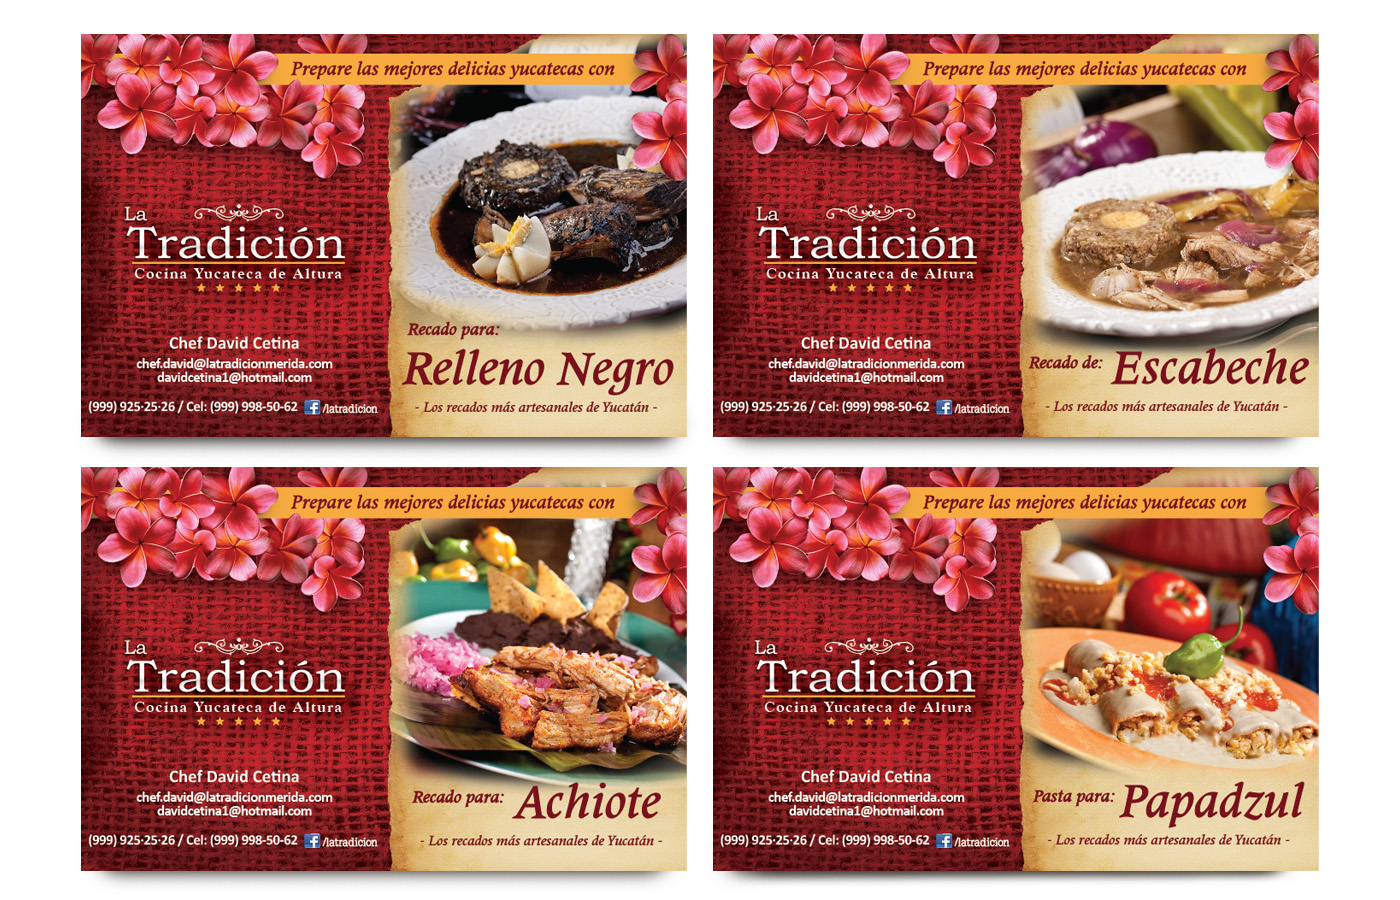 Prepare las mejores delicias yucatecas con
La
Tradición
Cocina Yucateca de Altura
Chef David Cetina
chef.david@latradicionmerida.com
davidcetina1@hotmail.com
(999) 925·25·26 / Cel: (999) 998-50-62 f /latradicion
Recado para:
Relleno Negro
- Los recados más artesanales de Yucatán -
Prepare las mejores delicias yucatecas con
La
Tradición
Cocina Yucateca de Altura
Chef David Cetina
chef.david@latradicionmerida.com
davidcetina1@hotmail.com
(999) 925·25·26 / Cel: (999) 998-50-62 f /latradicion
Recado de: Escabeche
- Los recados más artesanales de Yucatán -
Prepare las mejores delicias yucatecas con
La
Tradición
Cocina Yucateca de Altura
Chef David Cetina
chef.david@latradicionmerida.com
davidcetina1@hotmail.com
(999) 925·25·26 / Cel: (999) 998-50-62 f /latradicion
Recado para: Achiote
- Los recados más artesanales de Yucatán -
Prepare las mejores delicias yucatecas con
La
Tradición
Cocina Yucateca de Altura
Chef David Cetina
chef.david@latradicionmerida.com
davidcetina1@hotmail.com
(999) 925·25·26 / Cel: (999) 998-50-62 f /latradicion
Pasta para: Papadzul
- Los recados más artesanales de Yucatán -